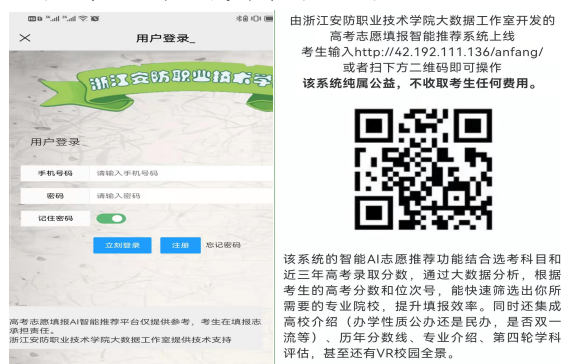 用户登录_
浙江安防职业技术学
用户登录
手机号码 请输入手机号码
密码 请输入密码
记住密码
立刻登录 注册 忘记密码
高考志愿填报AI智能推荐平台仅提供参考，考生在填报志
承担责任。
浙江安防职业技术学院大数据工作室提供技术支持
由浙江安防职业技术学院大数据工作室开发的
高考志愿填报智能推荐系统上线
考生输入http://42.192.111.136/anfang/
或者扫下方二维码即可操作
该系统纯属公益，不收取考生任何费用。
该系统的智能AI志愿推荐功能结合选考科目和
近三年高考录取分数，通过大数据分析，根据
考生的高考分数和位次号，能快速筛选出你所
需要的专业院校，提升填报效率。同时还集成
高校介绍（办学性质公办还是民办，是否双一
流等）、历年分数线、专业介绍、第四轮学科
评估，甚至还有VR校园全景。